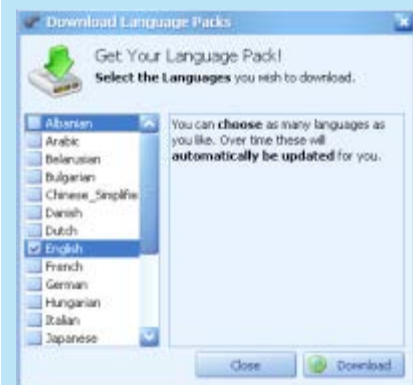 Download Language Packs
Get Your Language Pack!
Select the Languages you wish to download.
Albanian
Arabic
Belarusian
Bulgarian
Chinese_Simplifie
Danish
Dutch
English
French
German
Hungarian
Italian
Japanese
You can choose as many languages as
you like. Over time these will
automatically be updated for you.
Close
Download